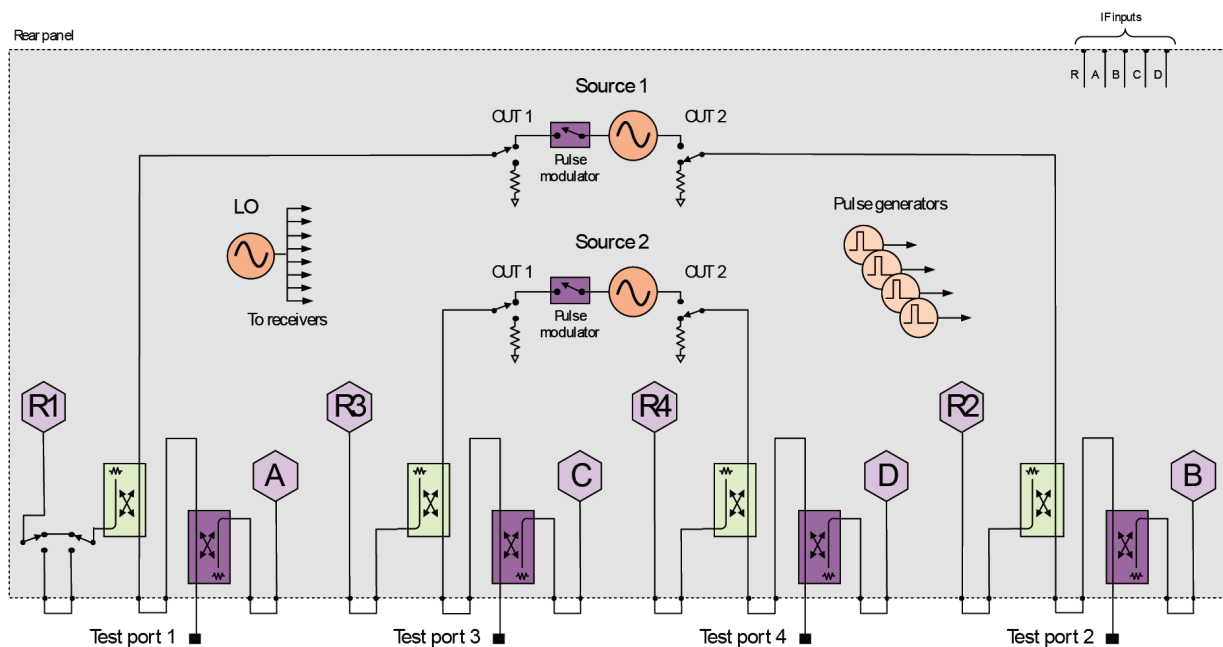 IF inputs
Rear panel
R A B C D
Source 1
OUT 1
OUT 2
Pulse
modulator
LO
To receivers
Pulse generators
Source 2
OUT 1
OUT 2
Pulse
modulator
R1
R3
R4
R2
A
C
D
B
Test port 1
Test port 3
Test port 4
Test port 2